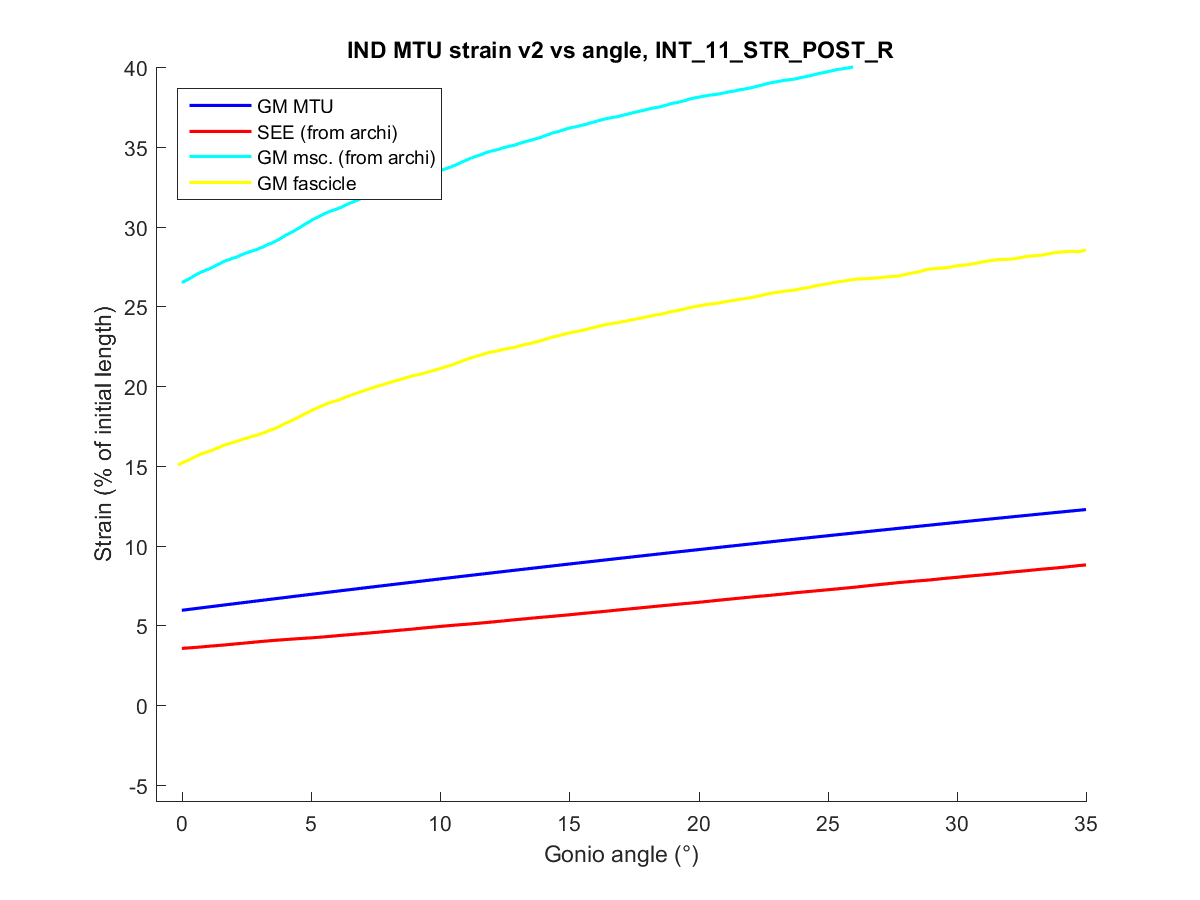 IND MTU strain v2 vs angle, INT_11_STR_POST_R
40
35
30
25
20
15
10
5
0
-5
Strain (% of initial length)
GM MTU
SEE (from archi)
GM msc. (from archi)
GM fascicle
0 5 10 15 20 25 30 35
Gonio angle (°)